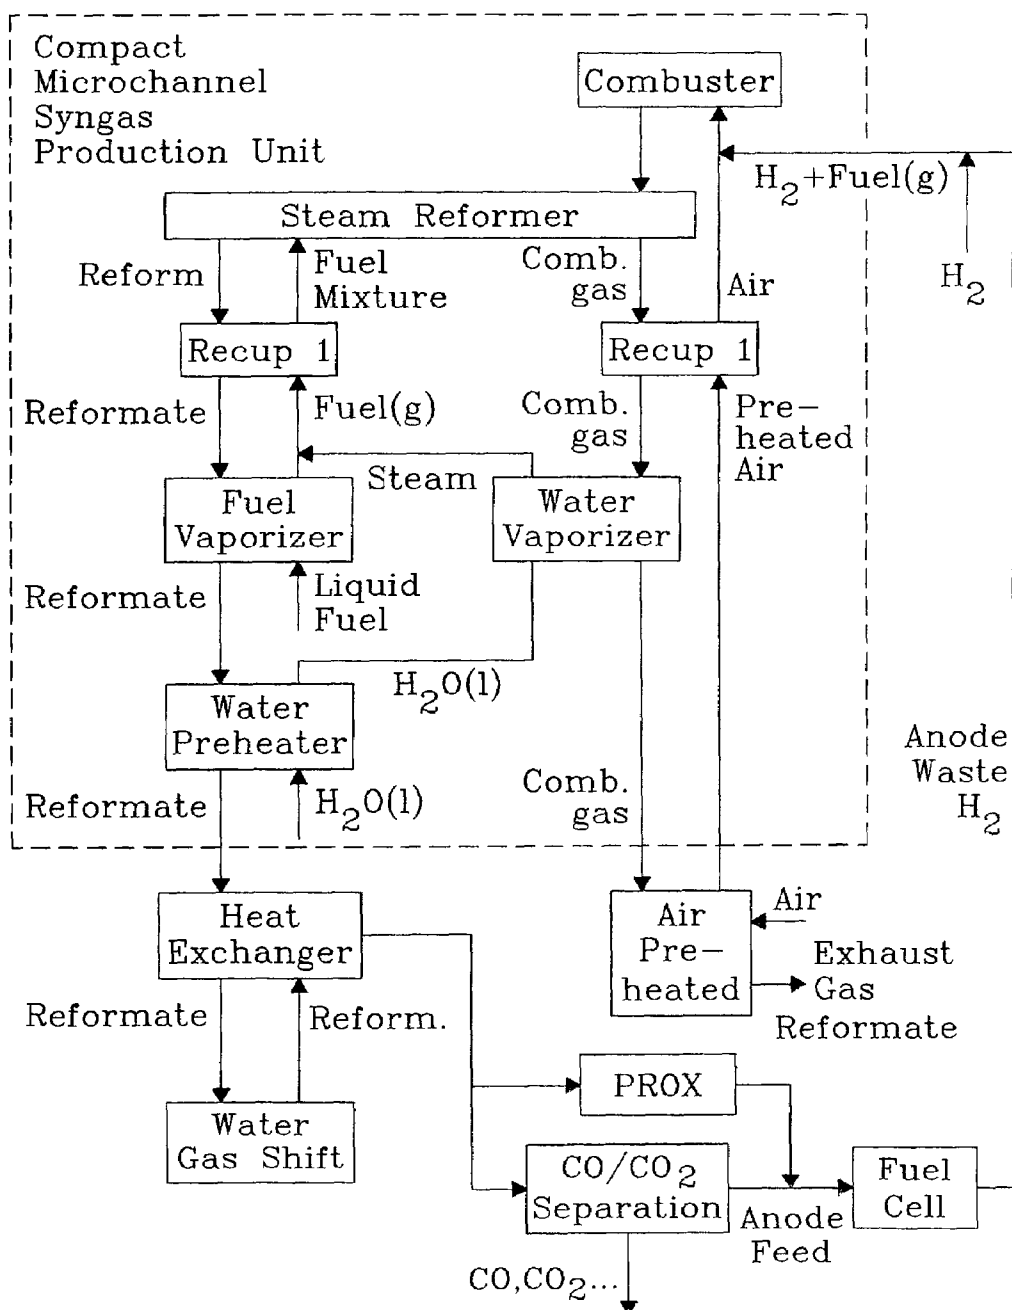 Compact
Microchannel
Syngas
Production Unit
Combuster
H2+Fuel(g)
H2
Steam Reformer
Reform
Fuel
Mixture
Comb.
gas
Air
Recup 1
Recup 1
Reformate
Fuel(g)
Comb.
gas
Pre-
heated
Air
Steam
Fuel
Vaporizer
Water
Vaporizer
Reformate
Liquid
Fuel
H2O(l)
Water
Preheater
Anode
Waste
H2
Reformate
H2O(l)
Comb.
gas
Heat
Exchanger
Air
Pre-
heated
Air
Exhaust
Gas
Reformate
Reform.
Reformate
PROX
Water
Gas Shift
CO/CO2
Separation
Fuel
Cell
Anode
Feed
CO,CO2...